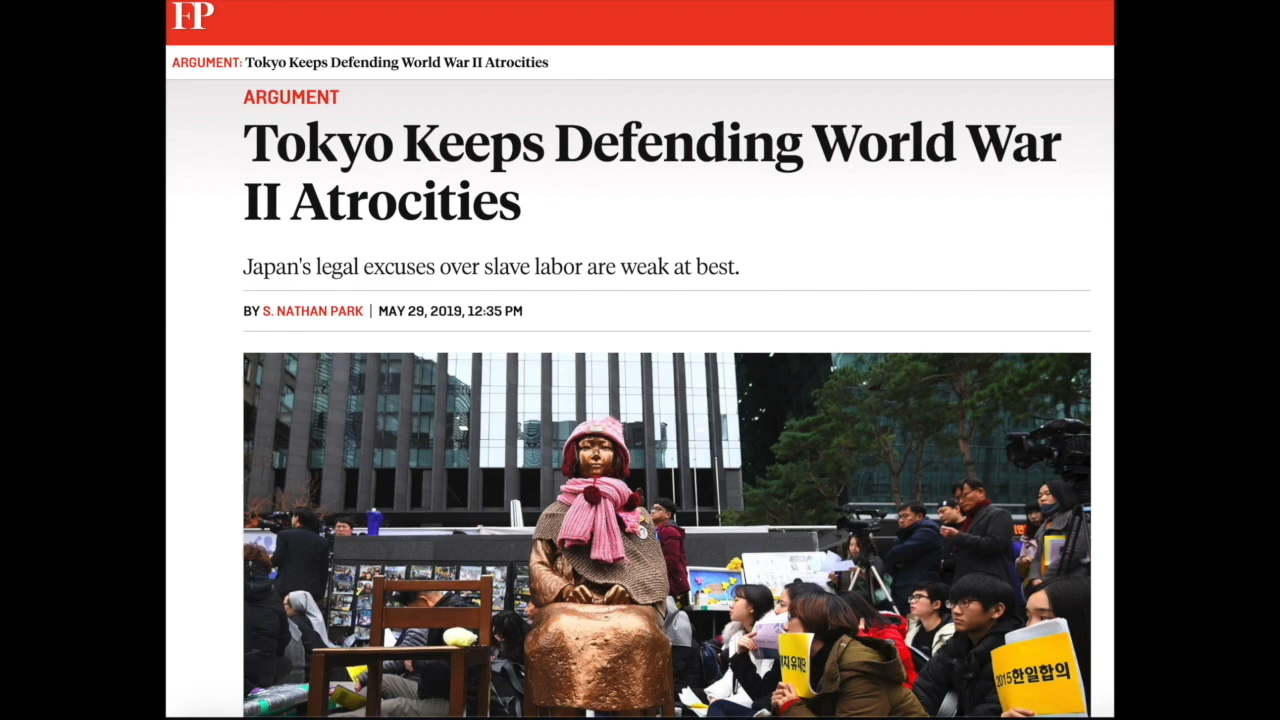 FP
ARGUMENT: Tokyo Keeps Defending World War II Atrocities
ARGUMENT
Tokyo Keeps Defending World War
II Atrocities
Japan's legal excuses over slave labor are weak at best.
BY S. NATHAN PARK | MAY 29, 2019, 12:35 PM
2015한일합의